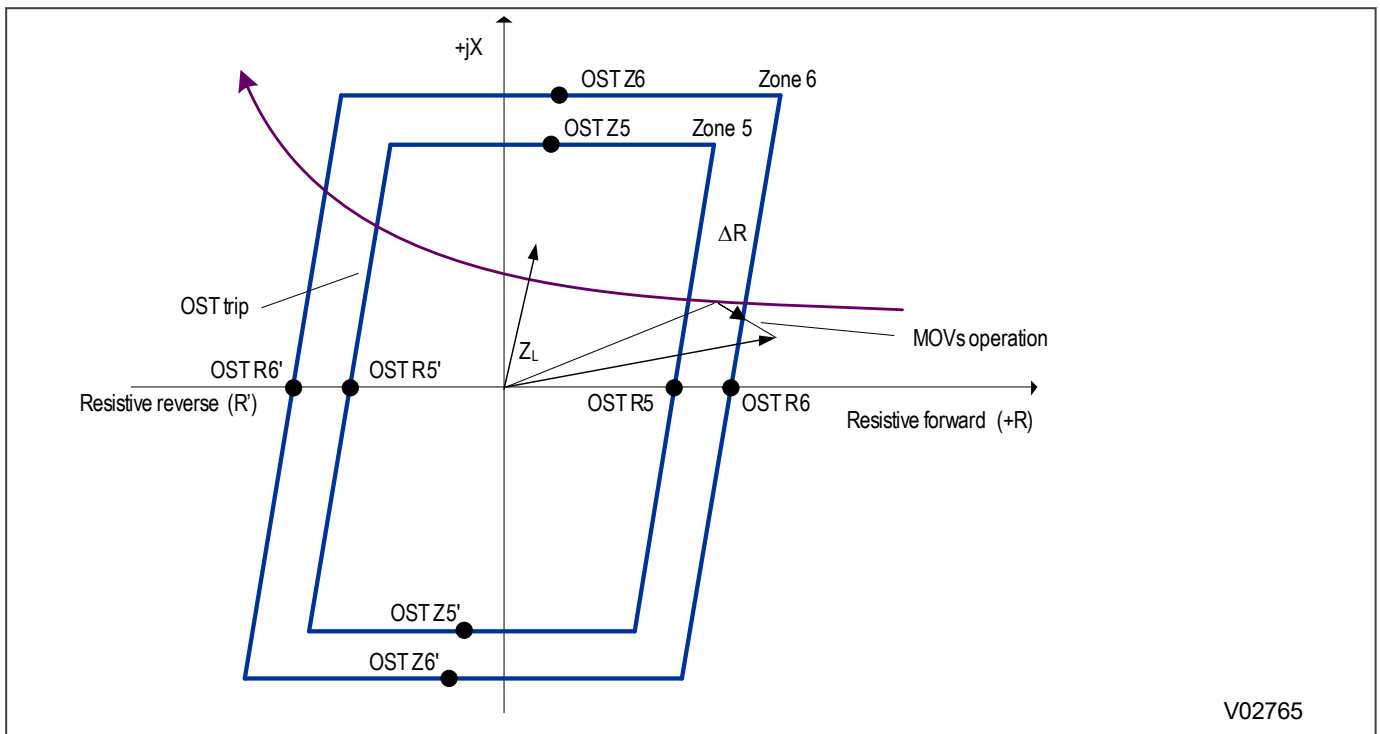 +jX
OST Z6
Zone 6
OST Z5
Zone 5
ΔR
OST trip
MOVs operation
Z_L
OST R6'
OST R5'
OST R5
OST R6
Resistive reverse (R')
Resistive forward (+R)
OST Z5'
OST Z6'
V02765